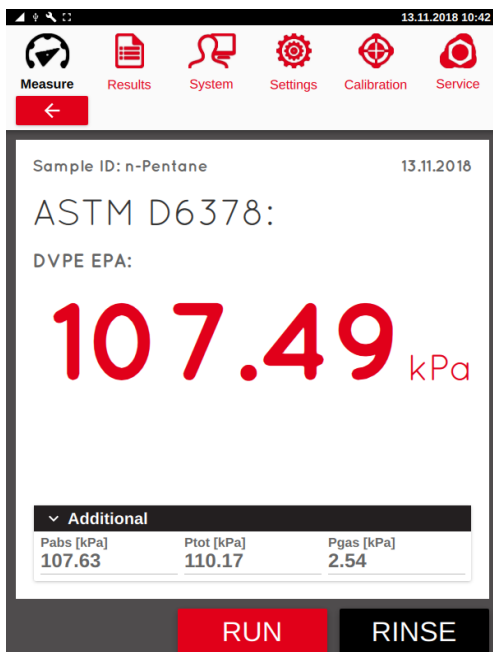 13.11.2018 10:42
Measure Results System Settings Calibration Service
Sample ID: n-Pentane 13.11.2018
ASTM D6378:
DVPE EPA:
107.49 kPa
Additional
Pabs [kPa] Ptot [kPa] Pgas [kPa]
107.63 110.17 2.54
RUN RINSE